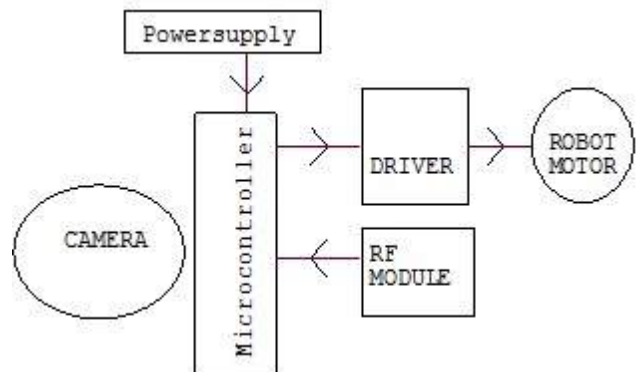 Powersupply
Microcontroller
DRIVER
ROBOT
MOTOR
CAMERA
RF
MODULE